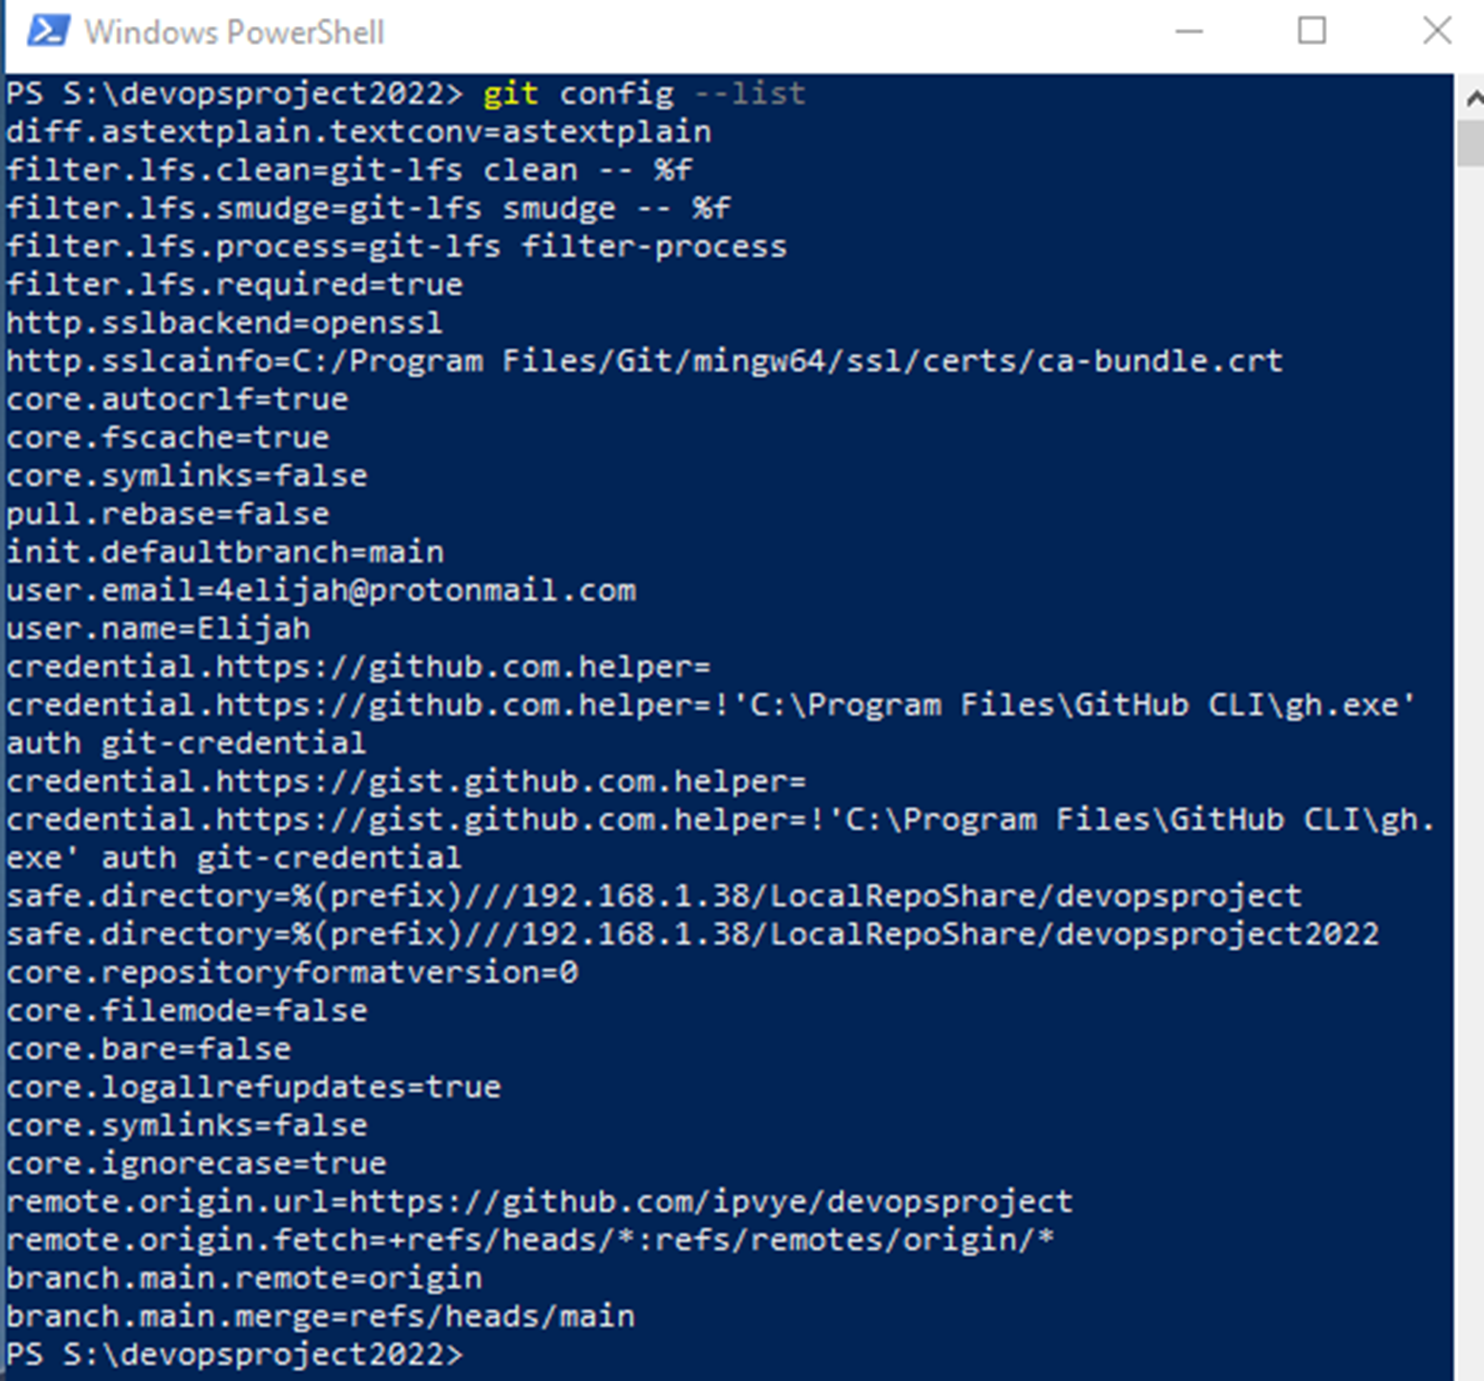 Windows PowerShell
PS S:\devopsproject2022> git config --list
diff.astextplain.textconv=astextplain
filter.lfs.clean=git-lfs clean -- %f
filter.lfs.smudge=git-lfs smudge -- %f
filter.lfs.process=git-lfs filter-process
filter.lfs.required=true
http.sslbackend=openssl
http.sslcainfo=C:/Program Files/Git/mingw64/ssl/certs/ca-bundle.crt
core.autocrlf=true
core.fscache=true
core.symlinks=false
pull.rebase=false
init.defaultbranch=main
user.email=4elijah@protonmail.com
user.name=Elijah
credential.https://github.com.helper=
credential.https://github.com.helper=!'C:\Program Files\GitHub CLI\gh.exe'
auth git-credential
credential.https://gist.github.com.helper=
credential.https://gist.github.com.helper=!'C:\Program Files\GitHub CLI\gh.
exe' auth git-credential
safe.directory=%(prefix)///192.168.1.38/LocalRepoShare/devopsproject
safe.directory=%(prefix)///192.168.1.38/LocalRepoShare/devopsproject2022
core.repositoryformatversion=0
core.filemode=false
core.bare=false
core.logallrefupdates=true
core.symlinks=false
core.ignorecase=true
remote.origin.url=https://github.com/ipvye/devopsproject
remote.origin.fetch=+refs/heads/*:refs/remotes/origin/*
branch.main.remote=origin
branch.main.merge=refs/heads/main
PS S:\devopsproject2022>